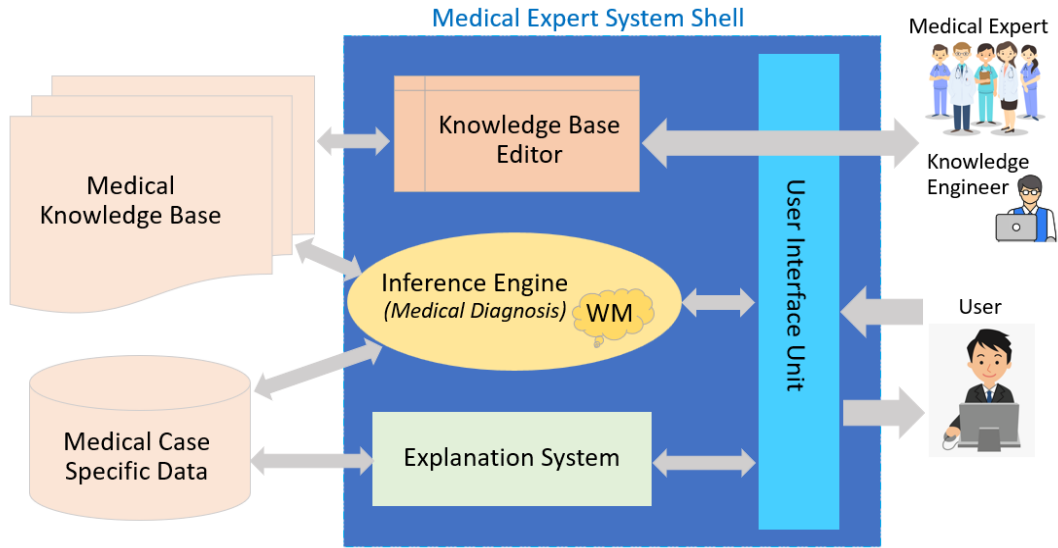 Medical Expert System Shell
Medical Expert
Knowledge Base
Editor
Medical
Knowledge Base
Knowledge
Engineer
User Interface Unit
Inference Engine
(Medical Diagnosis)
WM
User
Medical Case
Specific Data
Explanation System